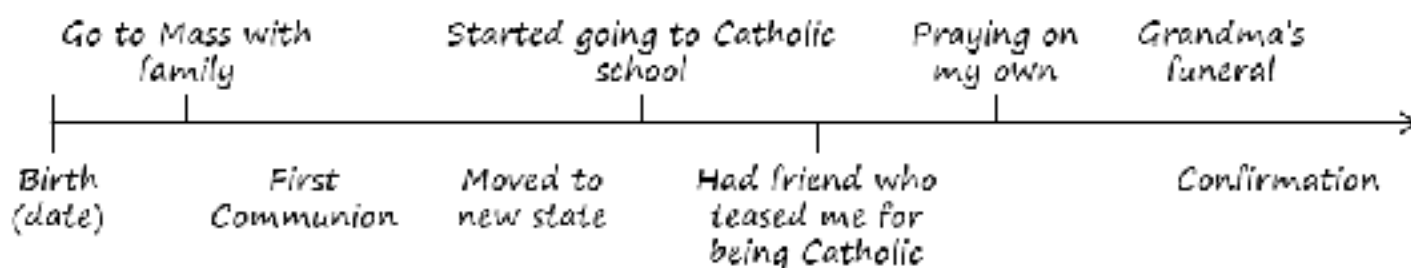 Go to Mass with
family
Started going to Catholic
school
Praying on
my own
Grandma's
funeral
Birth
(date)
First
Communion
Moved to
new state
Had friend who
teased me for
being Catholic
Confirmation